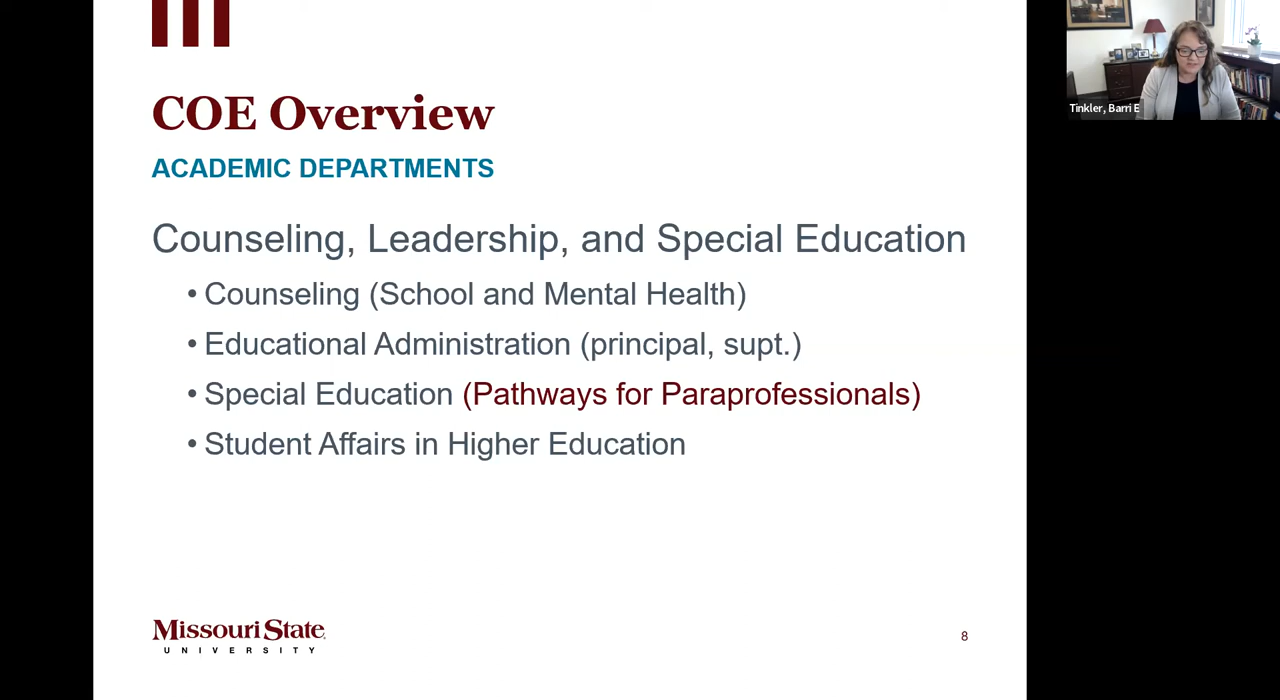 COE Overview
ACADEMIC DEPARTMENTS
Counseling, Leadership, and Special Education
• Counseling (School and Mental Health)
• Educational Administration (principal, supt.)
• Special Education (Pathways for Paraprofessionals)
• Student Affairs in Higher Education
Missouri State
UNIVERSITY
8
Tinkler, Barri E